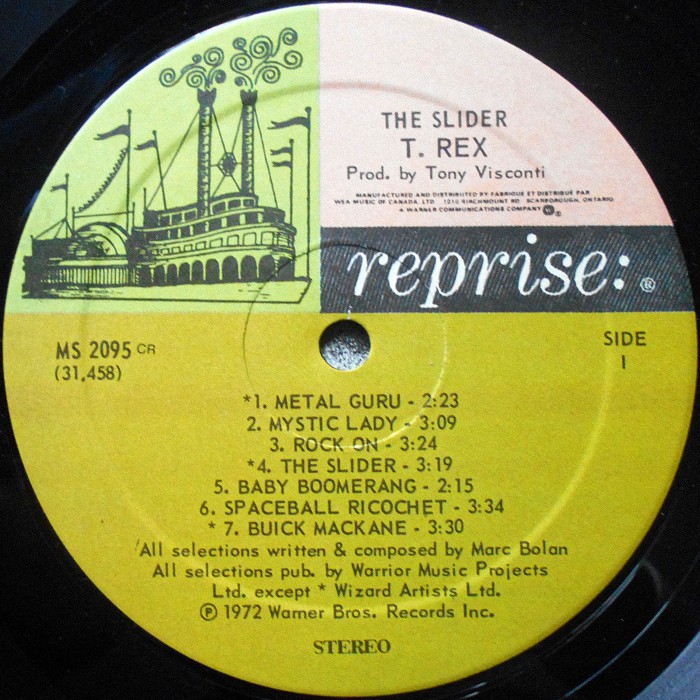 THE SLIDER
T. REX
Prod. by Tony Visconti
MANUFACTURED AND DISTRIBUTED BY FABRIQUÉ ET DISTRIBUÉ PAR
WEA MUSIC OF CANADA, LTD 1810 BIRCHMOUNT RD SCARBOROUGH, ONTARIO
A WARNER COMMUNICATIONS COMPANY ®
reprise: ®
MS 2095 CR
(31,458)
SIDE
1
*1. METAL GURU - 2:23
2. MYSTIC LADY - 3:09
3. ROCK ON - 3:24
*4. THE SLIDER - 3:19
5. BABY BOOMERANG - 2:15
6. SPACEBALL RICOCHET - 3:34
* 7. BUICK MACKANE - 3:30
All selections written & composed by Marc Bolan
All selections pub. by Warrior Music Projects
Ltd. except * Wizard Artists Ltd.
℗ 1972 Warner Bros. Records Inc.
STEREO